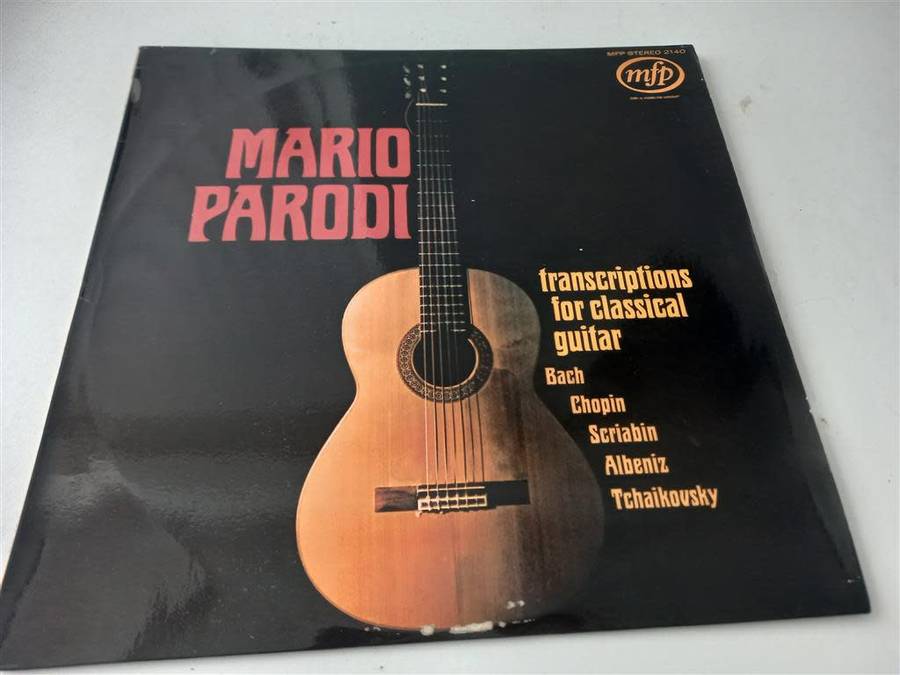 MFP STEREO 2140
mfp
MARIO
PARODI
transcriptions
for classical
guitar
Bach
Chopin
Scriabin
Albeniz
Tchaikovsky